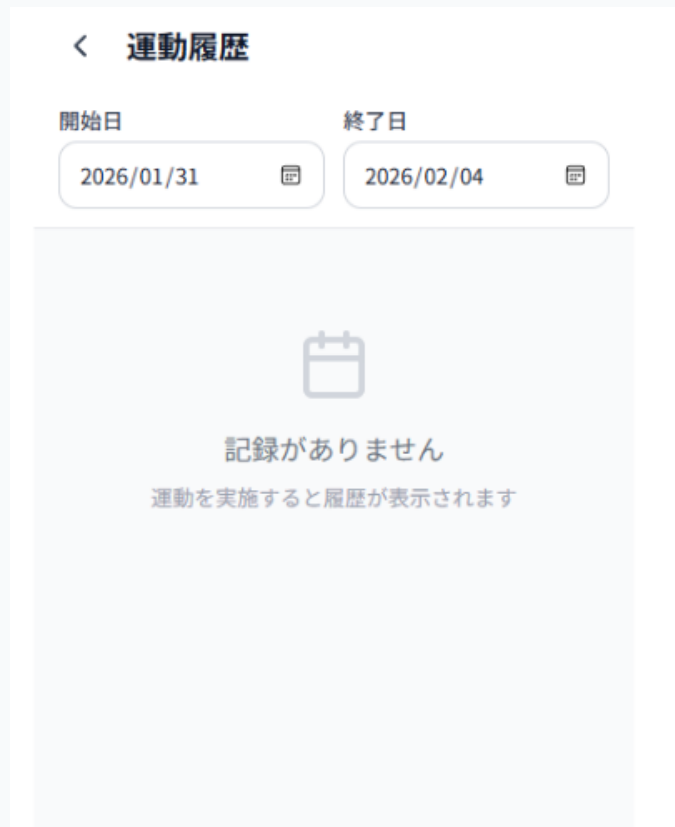 運動履歴
開始日 終了日
2026/01/31 2026/02/04
記録がありません
運動を実施すると履歴が表示されます